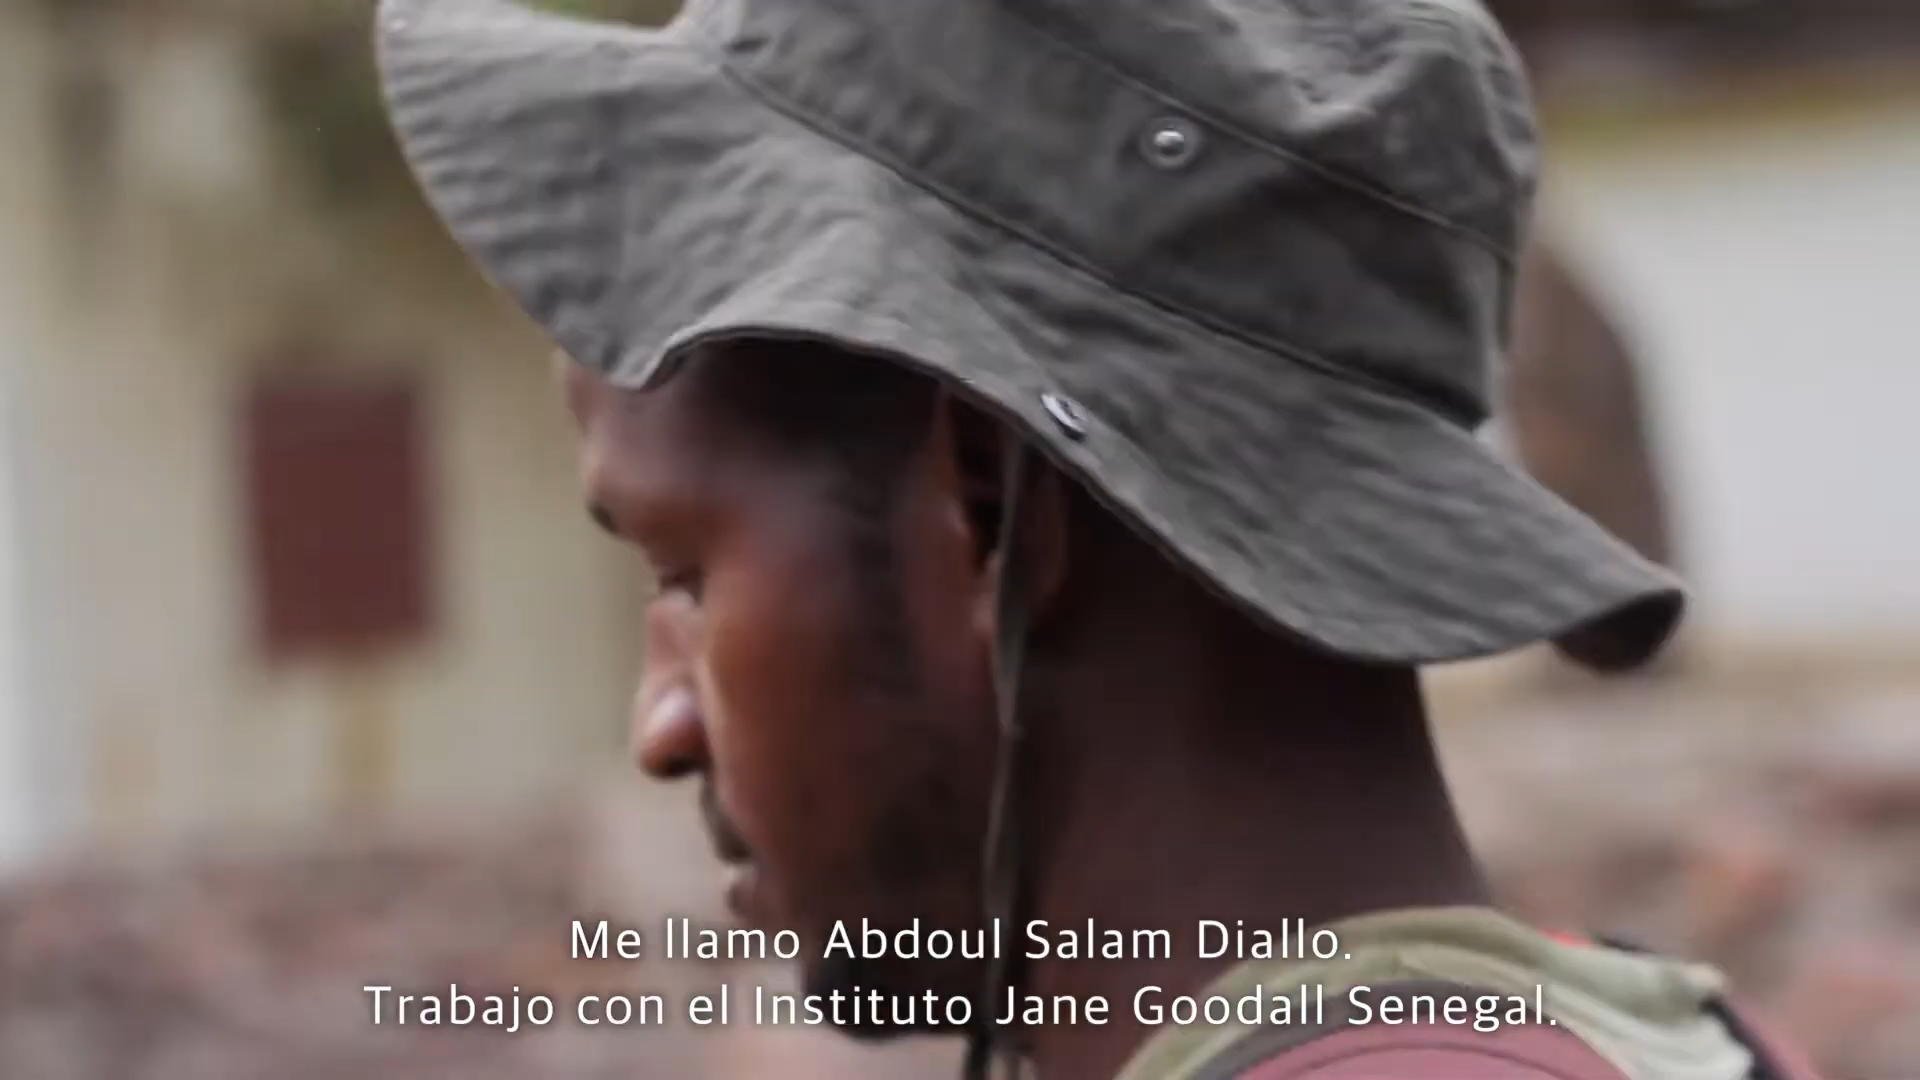 Me llamo Abdoul Salam Diallo.
Trabajo con el Instituto Jane Goodall Senegal.